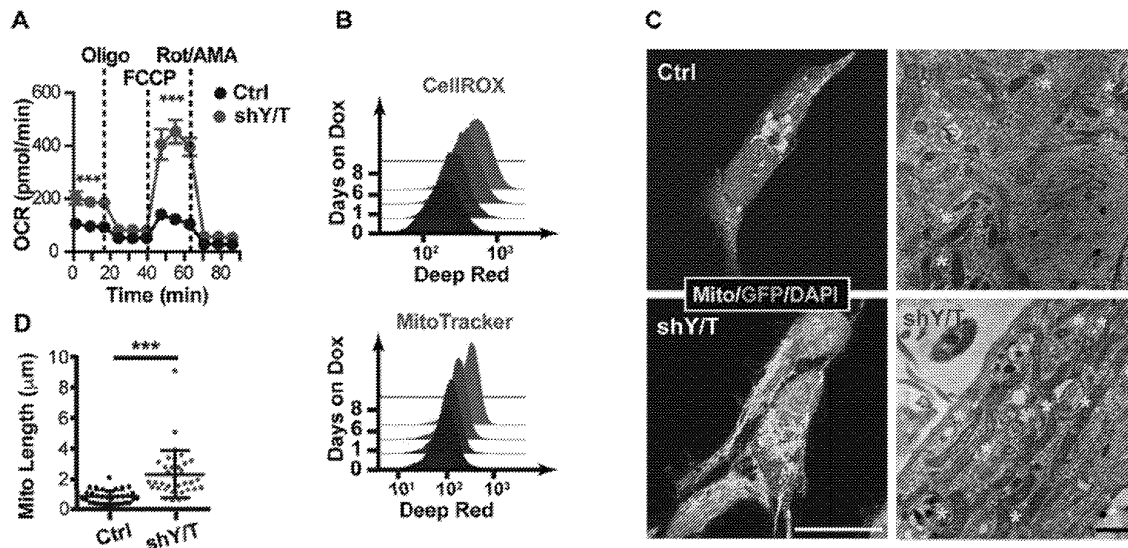 A
Oligo Rot/AMA
FCCP
OCR (pmol/min)
600
400
200
0
***
***
Ctrl
shY/T
0 20 40 60 80
Time (min)
B
CellROX
Days on Dox
8
6
1
0
10² 10³
Deep Red
MitoTracker
Days on Dox
8
6
1
0
10¹ 10² 10³
Deep Red
C
Ctrl
Mito/GFP/DAPI
shY/T
shY/T
D
Mito Length (μm)
10
8
6
4
2
0
***
Ctrl shY/T